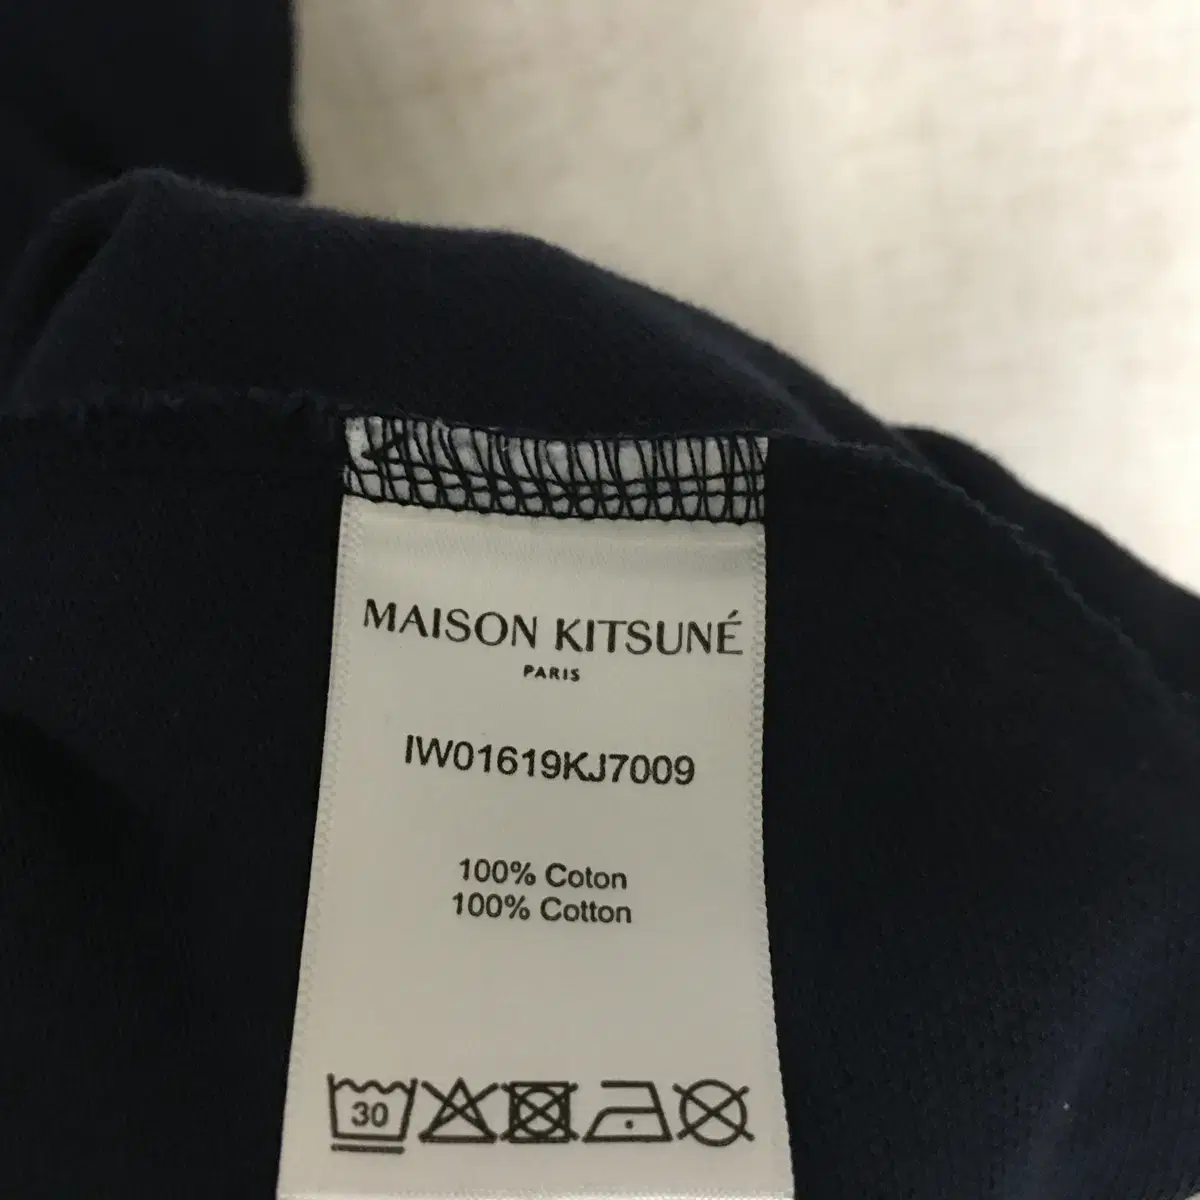 MAISON KITSUNÉ
PARIS
IW01619KJ7009
100% Coton
100% Cotton
30